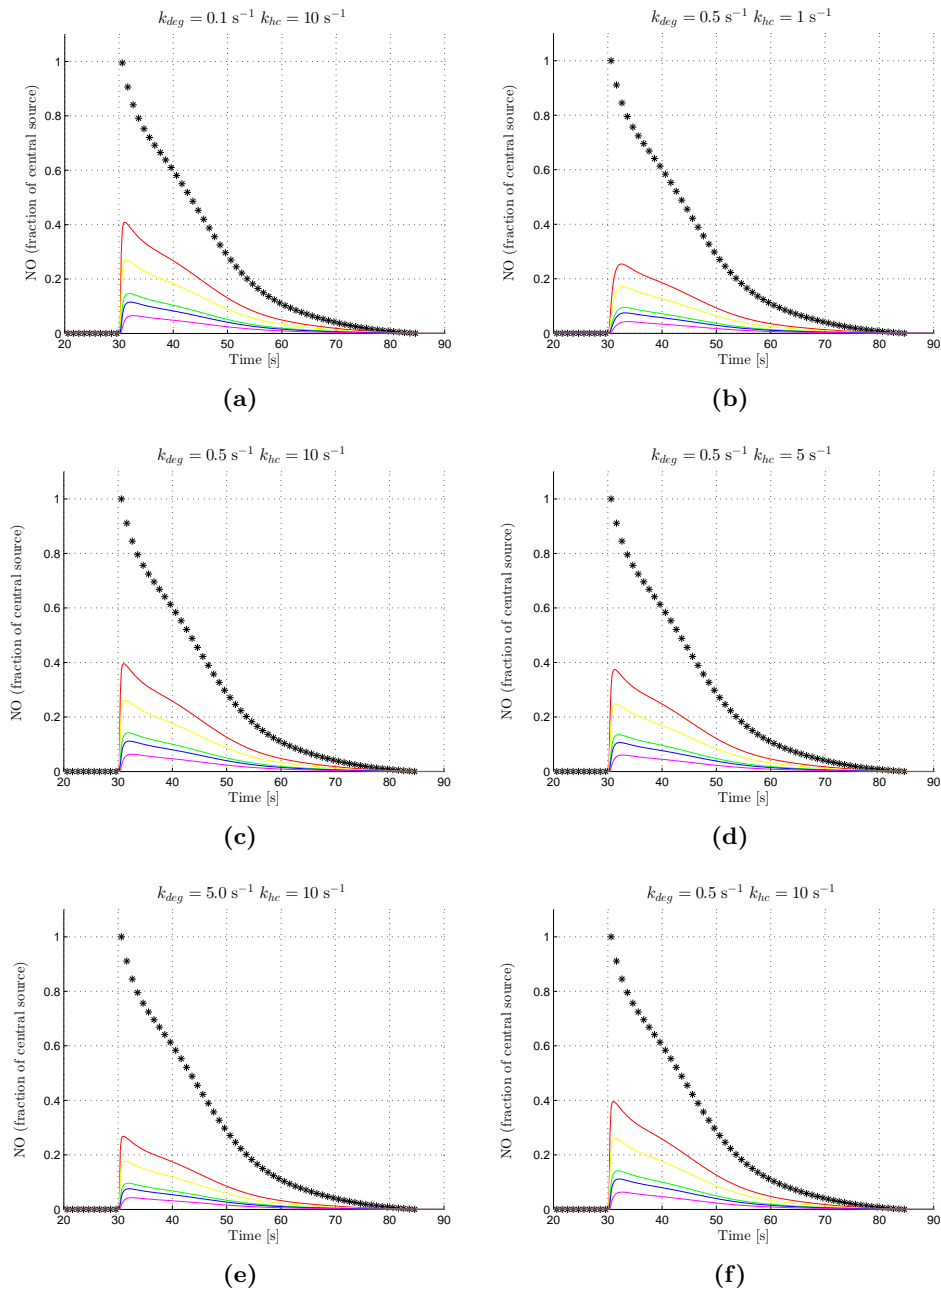 k_deg = 0.1 s⁻¹ k_hc = 10 s⁻¹
NO (fraction of central source)
1
0.8
0.6
0.4
0.2
0
20 30 40 50 60 70 80 90
Time [s]
(a)
k_deg = 0.5 s⁻¹ k_hc = 1 s⁻¹
NO (fraction of central source)
1
0.8
0.6
0.4
0.2
0
20 30 40 50 60 70 80 90
Time [s]
(b)
k_deg = 0.5 s⁻¹ k_hc = 10 s⁻¹
NO (fraction of central source)
1
0.8
0.6
0.4
0.2
0
20 30 40 50 60 70 80 90
Time [s]
(c)
k_deg = 0.5 s⁻¹ k_hc = 5 s⁻¹
NO (fraction of central source)
1
0.8
0.6
0.4
0.2
0
20 30 40 50 60 70 80 90
Time [s]
(d)
k_deg = 5.0 s⁻¹ k_hc = 10 s⁻¹
NO (fraction of central source)
1
0.8
0.6
0.4
0.2
0
20 30 40 50 60 70 80 90
Time [s]
(e)
k_deg = 0.5 s⁻¹ k_hc = 10 s⁻¹
NO (fraction of central source)
1
0.8
0.6
0.4
0.2
0
20 30 40 50 60 70 80 90
Time [s]
(f)